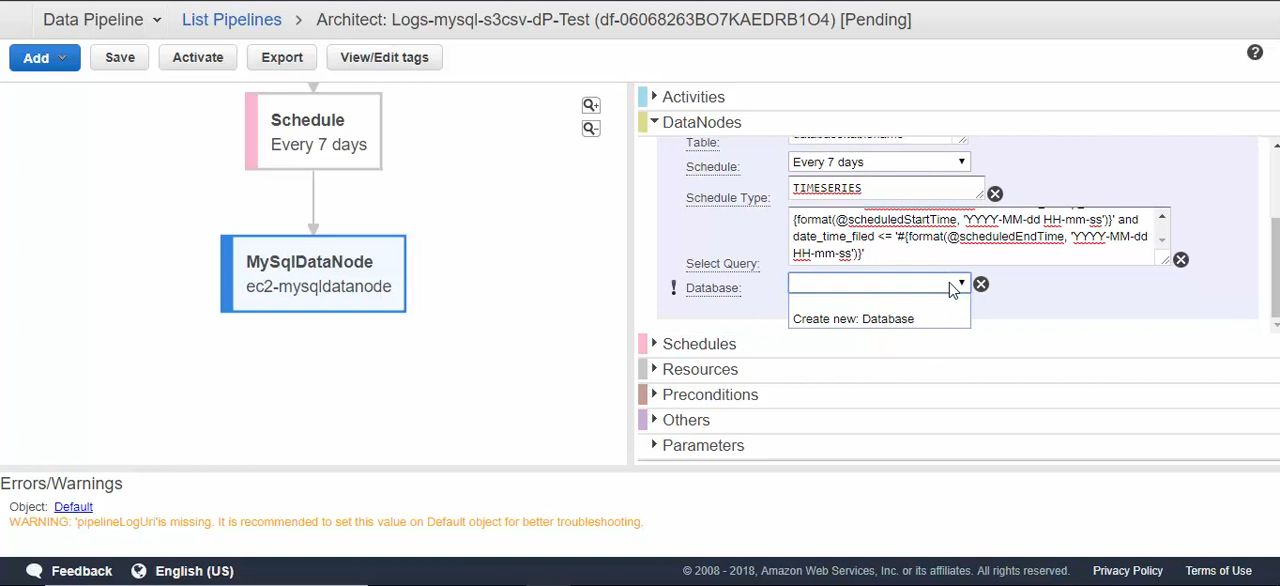 Data Pipeline List Pipelines > Architect: Logs-mysql-s3csv-dP-Test (df-06068263BO7KAEDRB1O4) [Pending]
Add Save Activate Export View/Edit tags ?
Schedule
Every 7 days
MySqlDataNode
ec2-mysqldatanode
Activities
DataNodes
Table:
Schedule: Every 7 days
Schedule Type: TIMESERIES
{format(@scheduledStartTime, 'YYYY-MM-dd HH-mm-ss')}' and
date_time_filed <= '#{format(@scheduledEndTime, 'YYYY-MM-dd
HH-mm-ss')}'
Select Query:
! Database:
Create new: Database
Schedules
Resources
Preconditions
Others
Parameters
Errors/Warnings
Object: Default
WARNING: 'pipelineLogUri'is missing. It is recommended to set this value on Default object for better troubleshooting.
Feedback English (US) © 2008 - 2018, Amazon Web Services, Inc. or its affiliates. All rights reserved. Privacy Policy Terms of Use